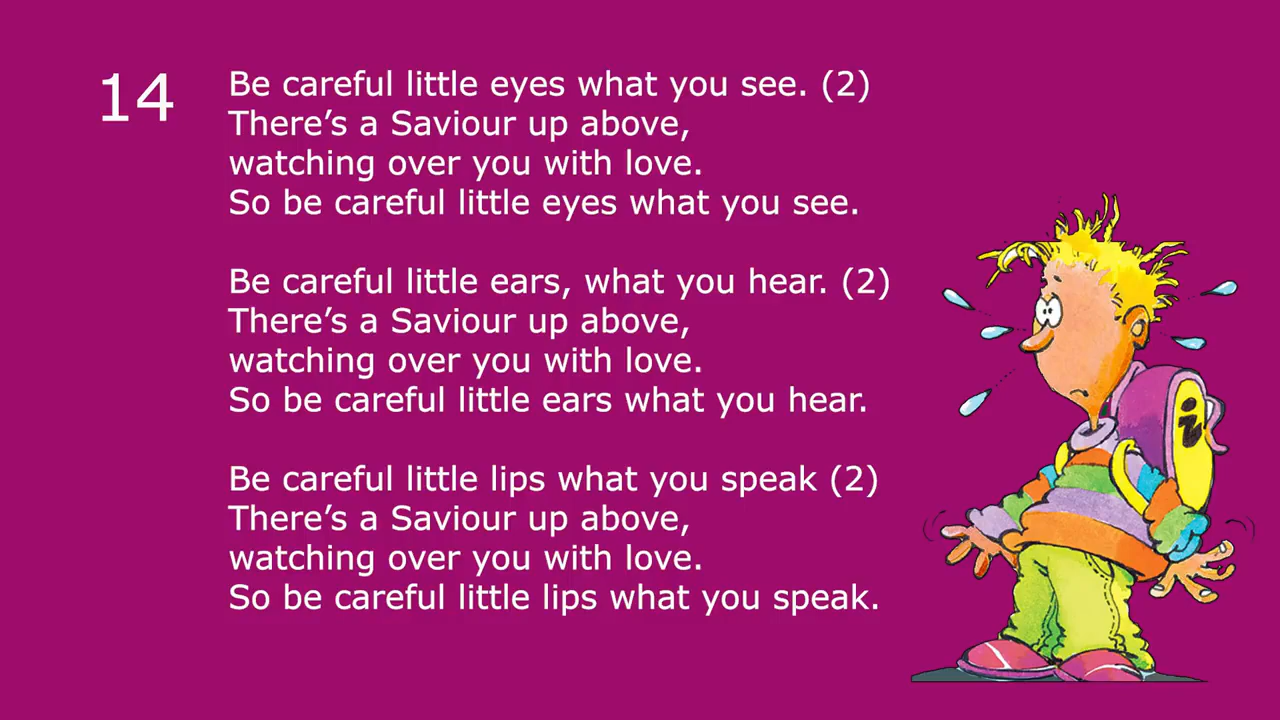 14
Be careful little eyes what you see. (2)
There’s a Saviour up above,
watching over you with love.
So be careful little eyes what you see.
Be careful little ears, what you hear. (2)
There’s a Saviour up above,
watching over you with love.
So be careful little ears what you hear.
Be careful little lips what you speak (2)
There’s a Saviour up above,
watching over you with love.
So be careful little lips what you speak.
i